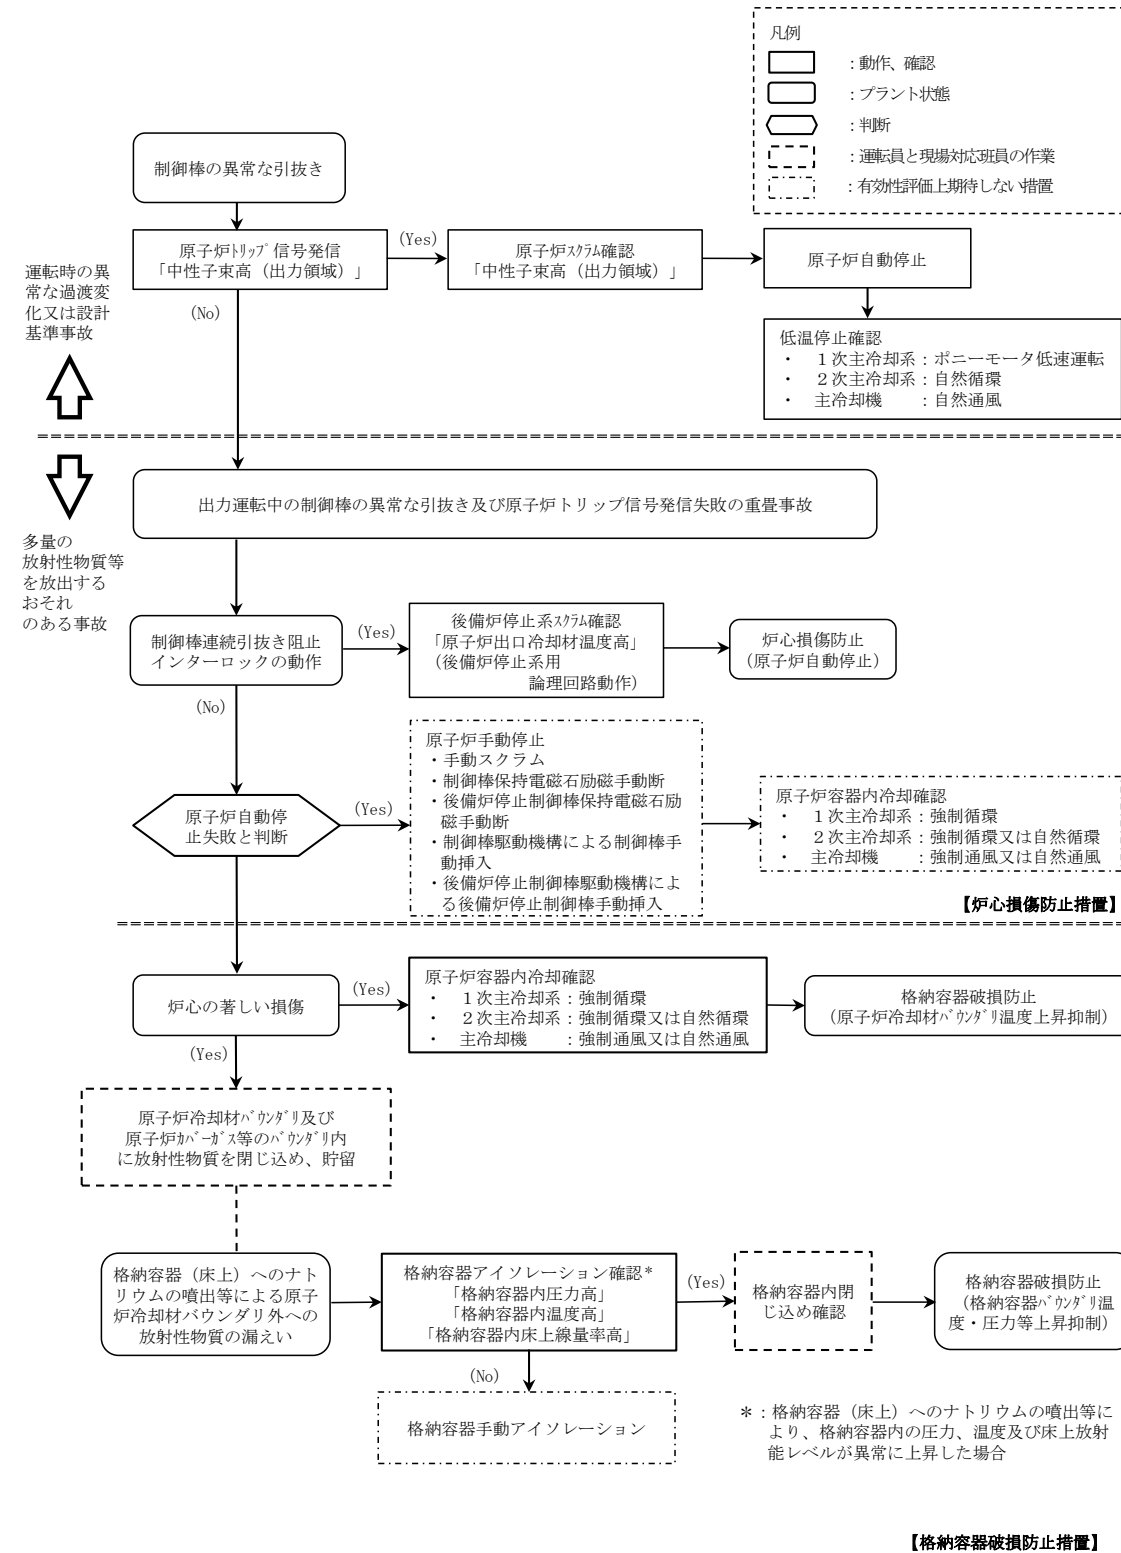 凡例
：動作、確認
：プラント状態
：判断
：運転員と現場対応班員の作業
：有効性評価上期待しない措置
制御棒の異常な引抜き
原子炉ﾄﾘｯﾌﾟ信号発信
「中性子束高（出力領域）」
(Yes)
原子炉ｽｸﾗﾑ確認
「中性子束高（出力領域）」
原子炉自動停止
(No)
低温停止確認
・　１次主冷却系：ポニーモータ低速運転
・　２次主冷却系：自然循環
・　主冷却機　　：自然通風
運転時の異
常な過渡変
化又は設計
基準事故
多量の
放射性物質等
を放出する
おそれ
のある事故
出力運転中の制御棒の異常な引抜き及び原子炉トリップ信号発信失敗の重畳事故
制御棒連続引抜き阻止
インターロックの動作
(Yes)
後備炉停止系ｽｸﾗﾑ確認
「原子炉出口冷却材温度高」
（後備炉停止系用
論理回路動作）
炉心損傷防止
（原子炉自動停止）
(No)
原子炉自動停
止失敗と判断
(Yes)
原子炉手動停止
・手動スクラム
・制御棒保持電磁石励磁手動断
・後備炉停止制御棒保持電磁石励
磁手動断
・制御棒駆動機構による制御棒手
動挿入
・後備炉停止制御棒駆動機構によ
る後備炉停止制御棒手動挿入
原子炉容器内冷却確認
・　１次主冷却系：強制循環
・　２次主冷却系：強制循環又は自然循環
・　主冷却機　　：強制通風又は自然通風
【炉心損傷防止措置】
炉心の著しい損傷
(Yes)
原子炉容器内冷却確認
・　１次主冷却系：強制循環
・　２次主冷却系：強制循環又は自然循環
・　主冷却機　　：強制通風又は自然通風
格納容器破損防止
（原子炉冷却材ﾊﾞｳﾝﾀﾞﾘ温度上昇抑制）
(Yes)
原子炉冷却材ﾊﾞｳﾝﾀﾞﾘ及び
原子炉ｶﾊﾞｰｶﾞｽ等のﾊﾞｳﾝﾀﾞﾘ内
に放射性物質を閉じ込め、貯留
格納容器（床上）へのナト
リウムの噴出等による原子
炉冷却材バウンダリ外への
放射性物質の漏えい
格納容器アイソレーション確認＊
「格納容器内圧力高」
「格納容器内温度高」
「格納容器内床上線量率高」
(Yes)
格納容器内閉
じ込め確認
格納容器破損防止
（格納容器ﾊﾞｳﾝﾀﾞﾘ温
度・圧力等上昇抑制）
(No)
格納容器手動アイソレーション
＊：格納容器（床上）へのナトリウムの噴出等に
より、格納容器内の圧力、温度及び床上放射
能レベルが異常に上昇した場合
【格納容器破損防止措置】